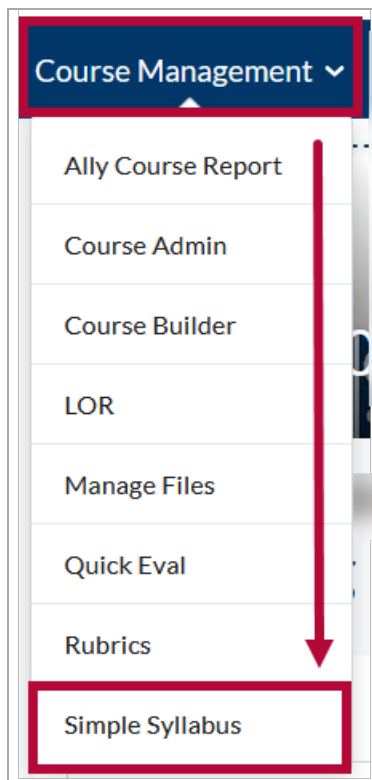 Course Management
Ally Course Report
Course Admin
Course Builder
LOR
Manage Files
Quick Eval
Rubrics
Simple Syllabus